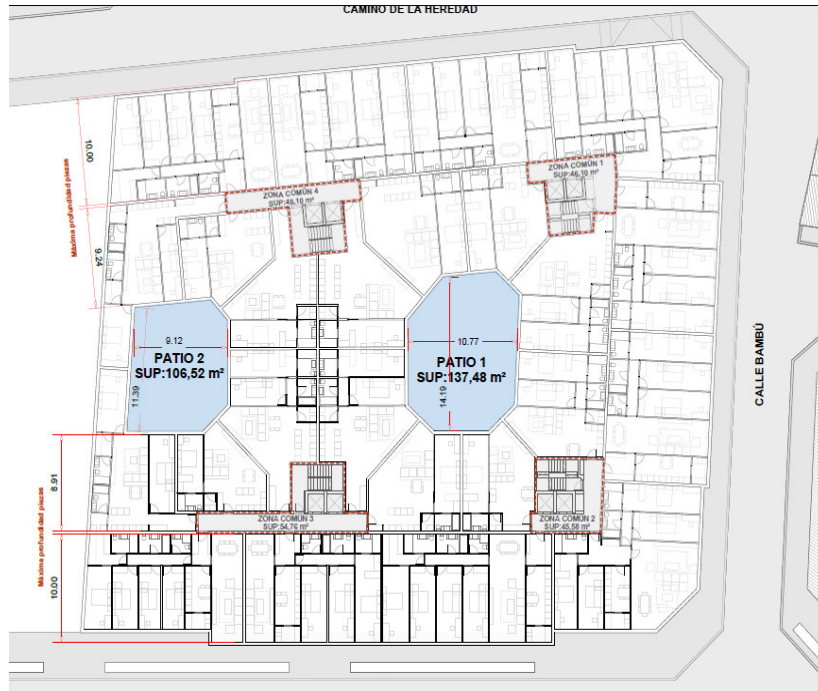 CAMINO DE LA HEREDAD
10.00
Máxima profundidad piezas
9.24
ZONA COMÚN 4
SUP:46,10 m²
ZONA COMÚN 1
SUP:46,10 m²
9.12
PATIO 2
SUP:106,52 m²
11.39
10.77
PATIO 1
SUP:137,48 m²
14.19
CALLE BAMBÚ
8.91
Máxima profundidad piezas
10.00
ZONA COMÚN 3
SUP:54,76 m²
ZONA COMÚN 2
SUP:45,58 m²